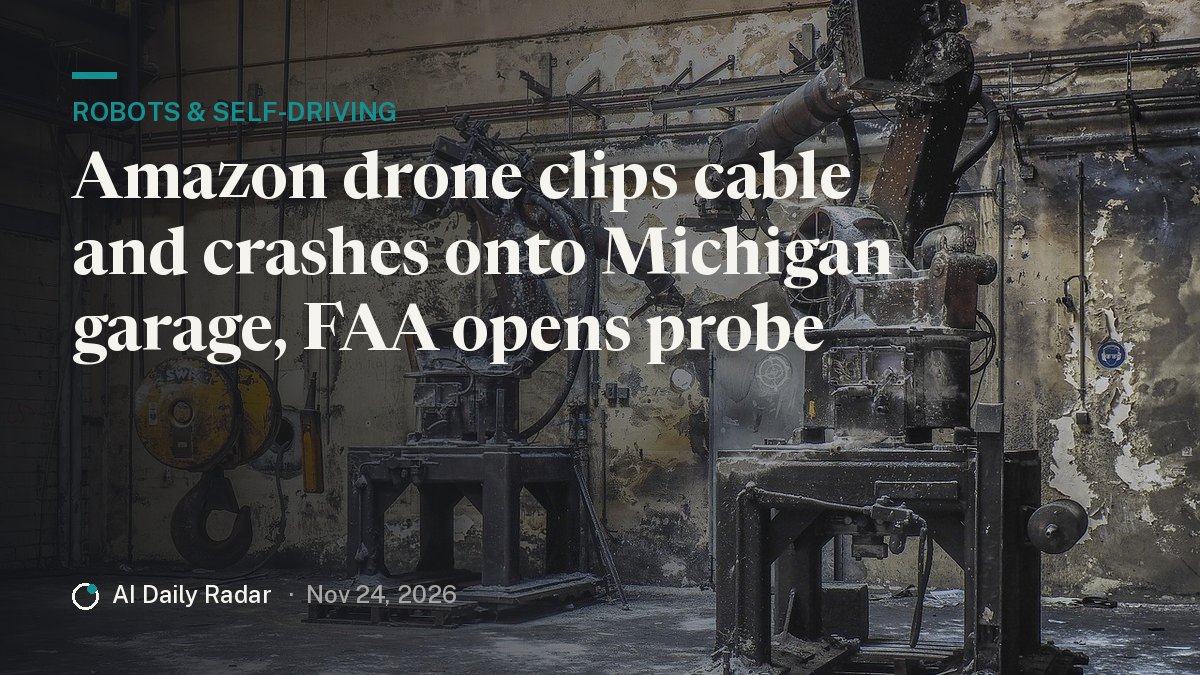 ROBOTS & SELF-DRIVING
Amazon drone clips cable
and crashes onto Michigan
garage, FAA opens probe
AI Daily Radar · Nov 24, 2026